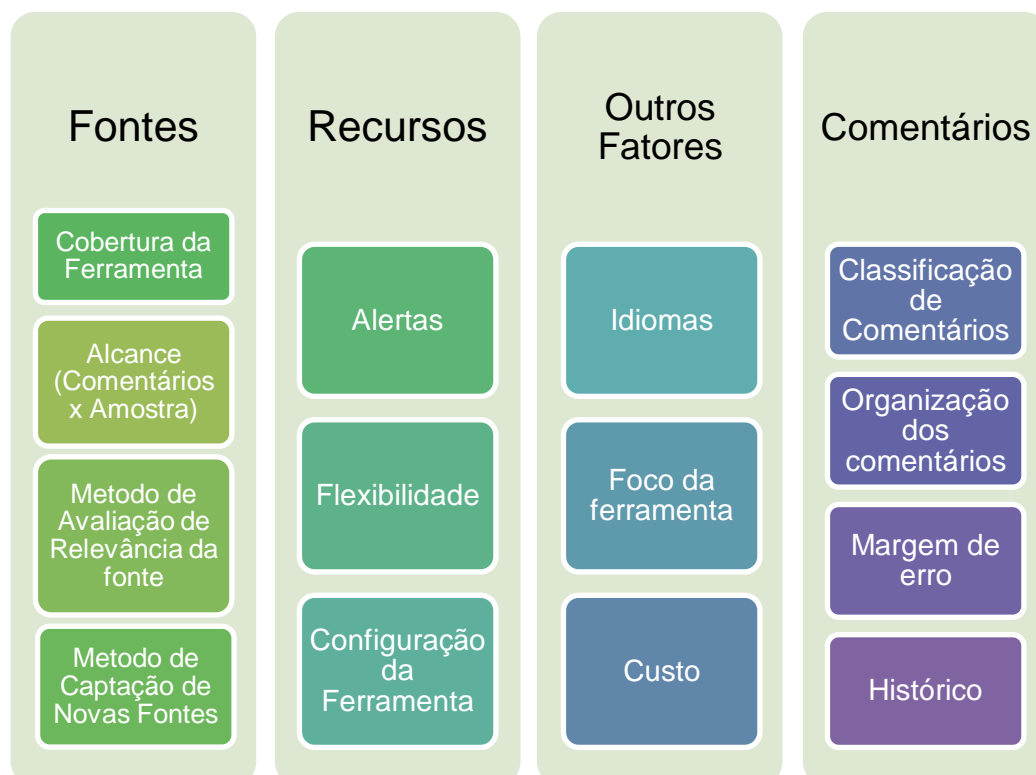 Fontes
Cobertura da
Ferramenta
Alcance
(Comentários
x Amostra)
Metodo de
Avaliação de
Relevância da
fonte
Metodo de
Captação de
Novas Fontes
Recursos
Alertas
Flexibilidade
Configuração
da
Ferramenta
Outros
Fatores
Idiomas
Foco da
ferramenta
Custo
Comentários
Classificação
de
Comentários
Organização
dos
comentários
Margem de
erro
Histórico